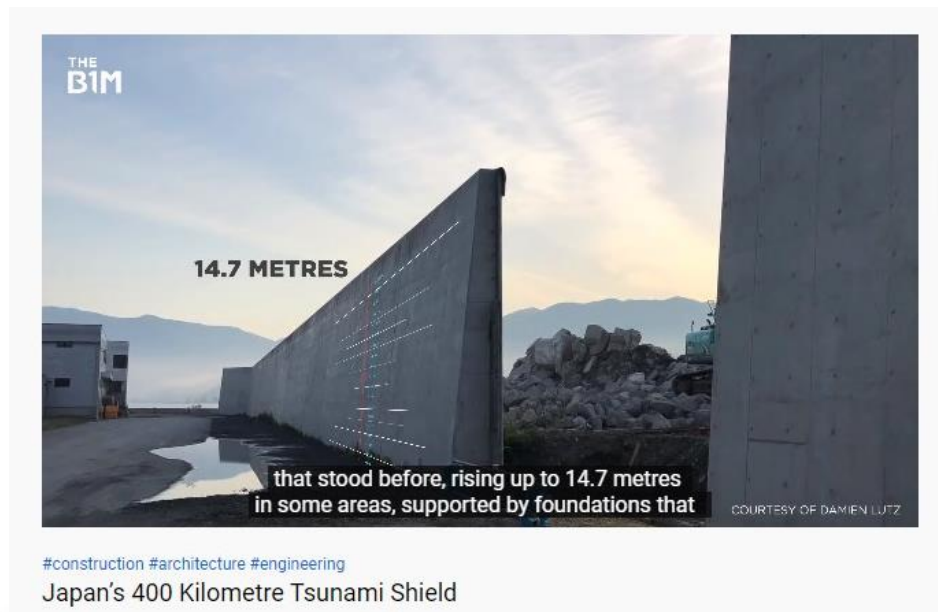 THE
B1M
14.7 METRES
that stood before, rising up to 14.7 metres
in some areas, supported by foundations that
COURTESY OF DAMIEN LUTZ
#construction #architecture #engineering
Japan's 400 Kilometre Tsunami Shield